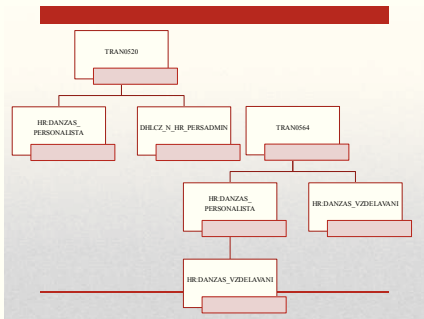 TRAN0520
HR:DANZAS_
PERSONALISTA
DHLCZ_N_HR_PERSADMIN
TRAN0564
HR:DANZAS_
PERSONALISTA
HR:DANZAS_VZDELAVANI
HR:DANZAS_VZDELAVANI